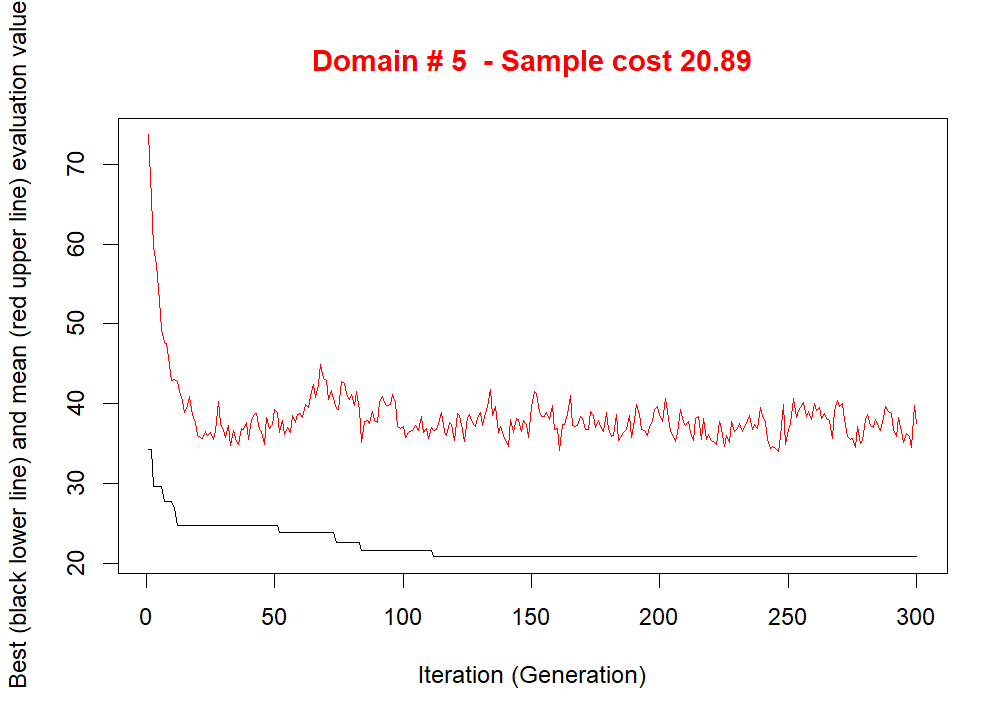 Domain # 5  - Sample cost 20.89
Best (black lower line) and mean (red upper line) evaluation value
70
60
50
40
30
20
0 50 100 150 200 250 300
Iteration (Generation)